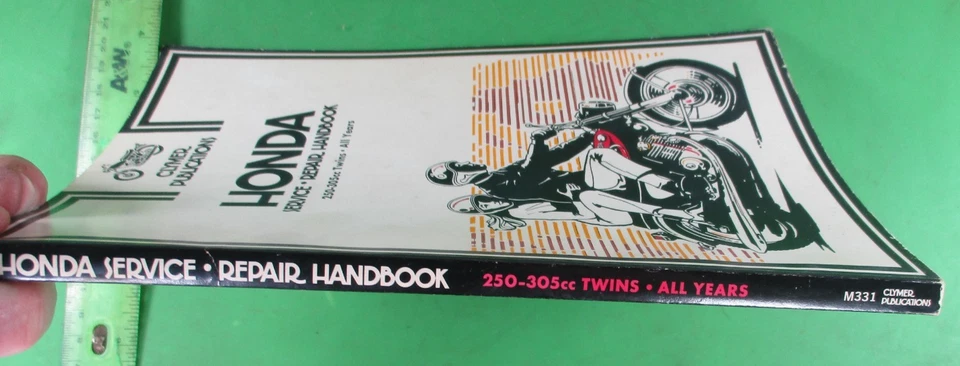 A&W
CLYMER
PUBLICATIONS
HONDA
SERVICE • REPAIR HANDBOOK
250-305cc Twins • All Years
HONDA SERVICE • REPAIR HANDBOOK 250-305cc TWINS • ALL YEARS M331 CLYMER
PUBLICATIONS